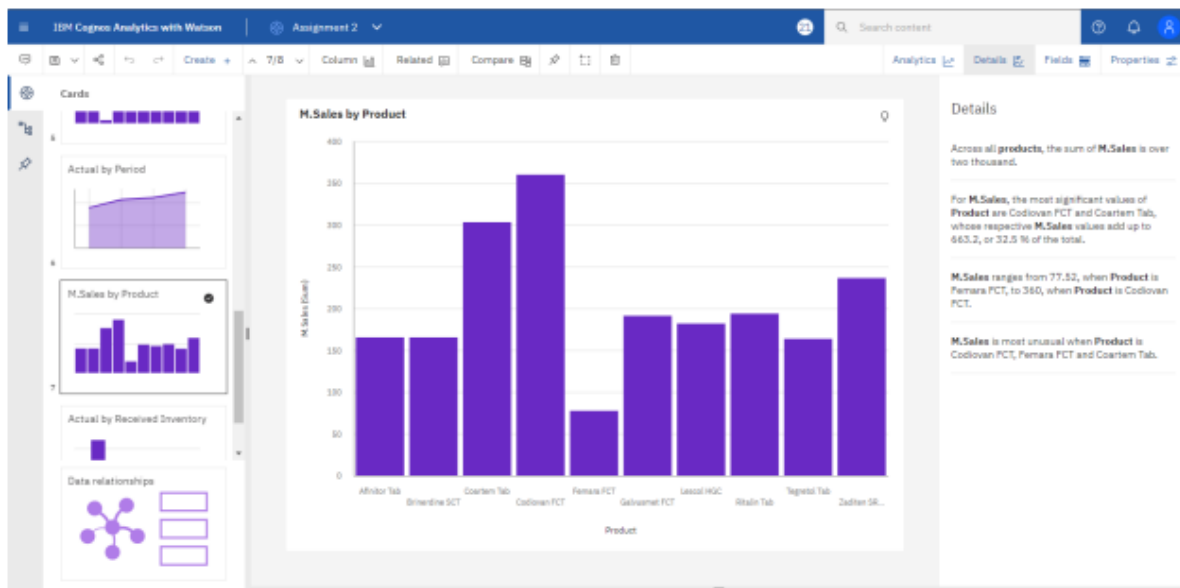 IBM Cognos Analytics with Watson
Assignment 2
21
Search content
Create +
7/8
Column
Related
Compare
Analytics
Details
Fields
Properties
Cards
5
Actual by Period
6
M.Sales by Product
7
Actual by Received Inventory
Data relationships
M.Sales by Product
400
350
300
250
200
150
100
50
0
M.Sales (Sum)
Afinitor Tab
Brinerdine SCT
Coartem Tab
Codiovan FCT
Femara FCT
Galvusmet FCT
Lescol HGC
Ritalin Tab
Tegretol Tab
Zaditen SR...
Product
Details
Across all products, the sum of M.Sales is over
two thousand.
For M.Sales, the most significant values of
Product are Codiovan FCT and Coartem Tab,
whose respective M.Sales values add up to
663.2, or 32.5 % of the total.
M.Sales ranges from 77.52, when Product is
Femara FCT, to 360, when Product is Codiovan
FCT.
M.Sales is most unusual when Product is
Codiovan FCT, Femara FCT and Coartem Tab.